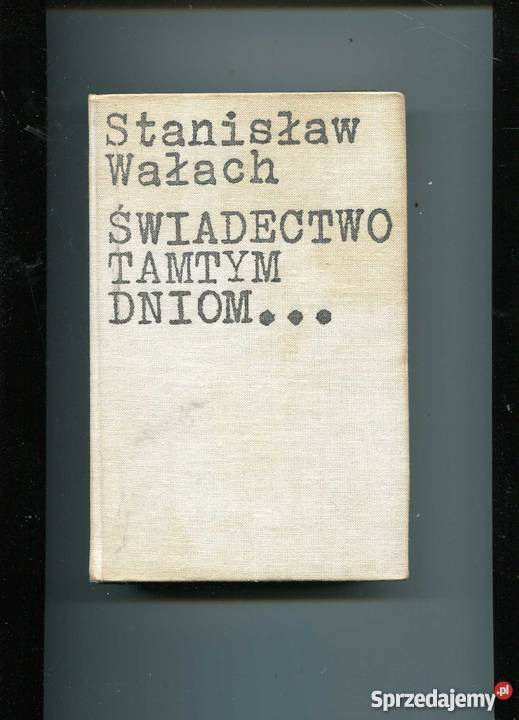 Stanisław
Wałach
ŚWIADECTWO
TAMTYM
DNIOM...
Sprzedajemy.pl